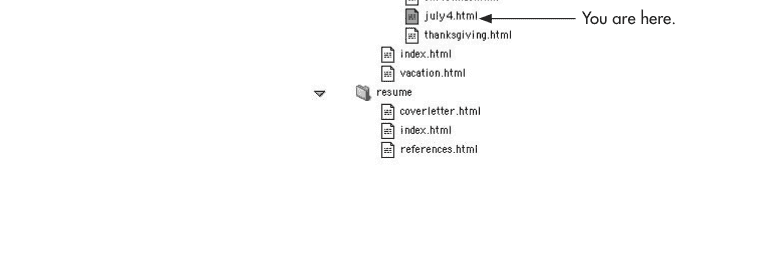 july4.html
You are here.
thanksgiving.html
index.html
vacation.html
resume
coverletter.html
index.html
references.html